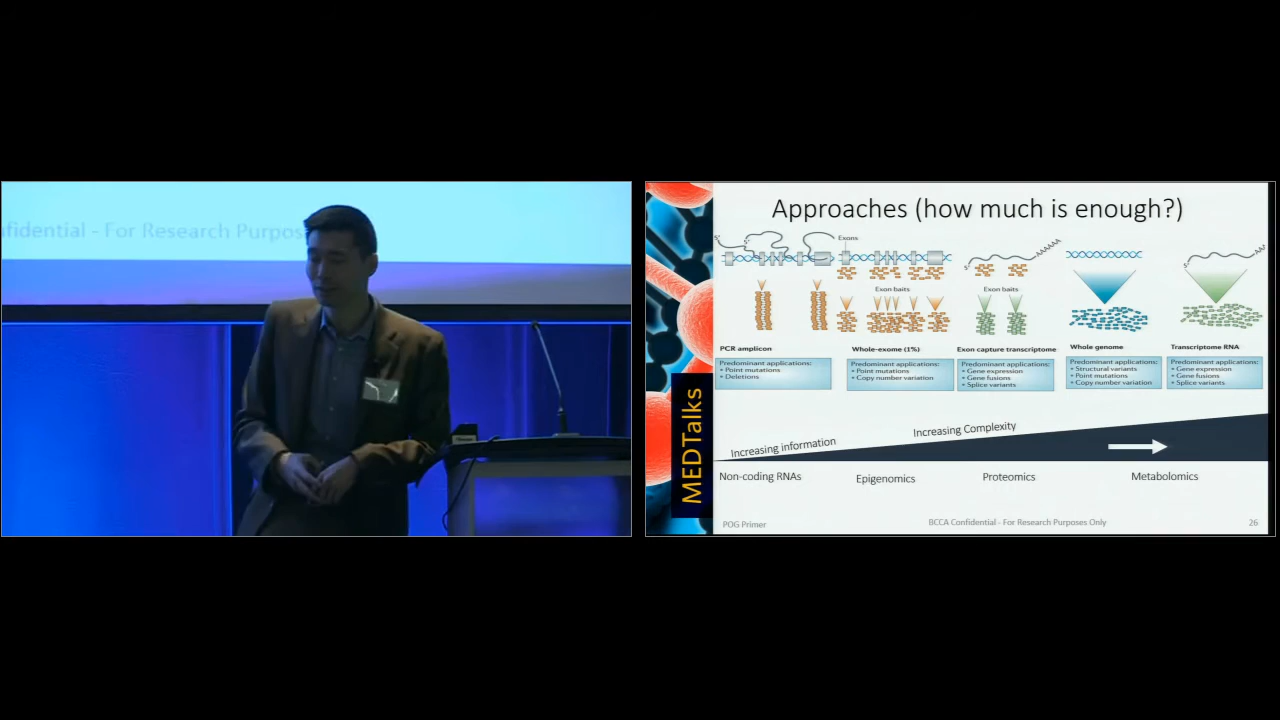 nfidential - For Research Purpos
Approaches (how much is enough?)
Exons
Exon baits
Exon baits
PCR amplicon
Predominant applications:
• Point mutations
• Deletions
Whole-exome (1%)
Predominant applications:
• Point mutations
• Copy number variation
Exon capture transcriptome
Predominant applications:
• Gene expression
• Gene fusions
• Splice variants
Whole genome
Predominant applications:
• Structural variants
• Point mutations
• Copy number variation
Transcriptome RNA
Predominant applications:
• Gene expression
• Gene fusions
• Splice variants
Increasing information
Increasing Complexity
Non-coding RNAs
Epigenomics
Proteomics
Metabolomics
MEDTalks
POG Primer
BCCA Confidential - For Research Purposes Only
26